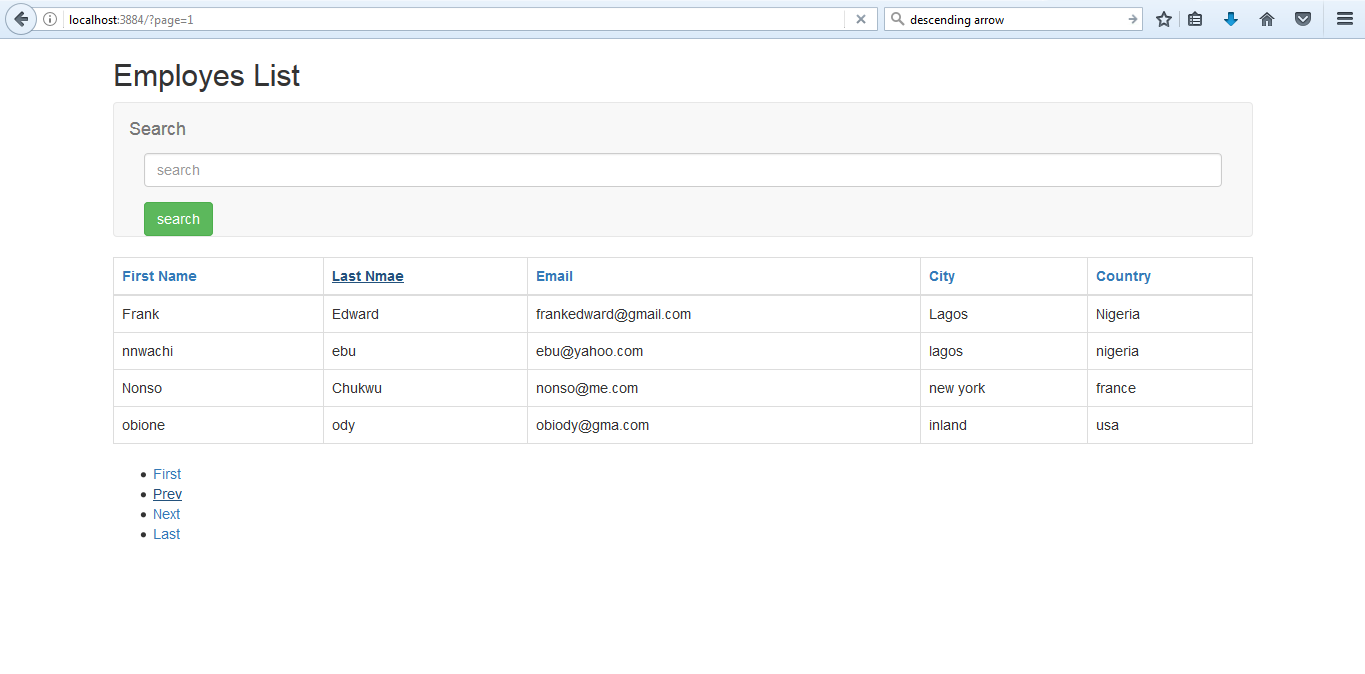 localhost:3884/?page=1
descending arrow
Employes List
Search
search
search
First Name Last Nmae Email City Country
Frank Edward frankedward@gmail.com Lagos Nigeria
nnwachi ebu ebu@yahoo.com lagos nigeria
Nonso Chukwu nonso@me.com new york france
obione ody obiody@gma.com inland usa
First
Prev
Next
Last